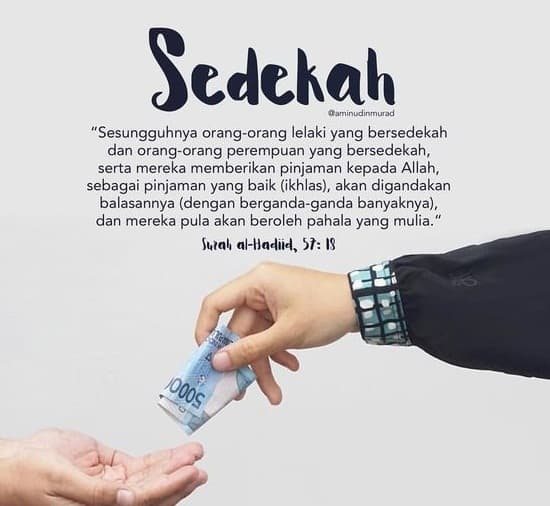 Sedekah
@aminudinmurad
“Sesungguhnya orang-orang lelaki yang bersedekah
dan orang-orang perempuan yang bersedekah,
serta mereka memberikan pinjaman kepada Allah,
sebagai pinjaman yang baik (ikhlas), akan digandakan
balasannya (dengan berganda-ganda banyaknya),
dan mereka pula akan beroleh pahala yang mulia.“
Surah al-Hadiid, 57: 18
50000